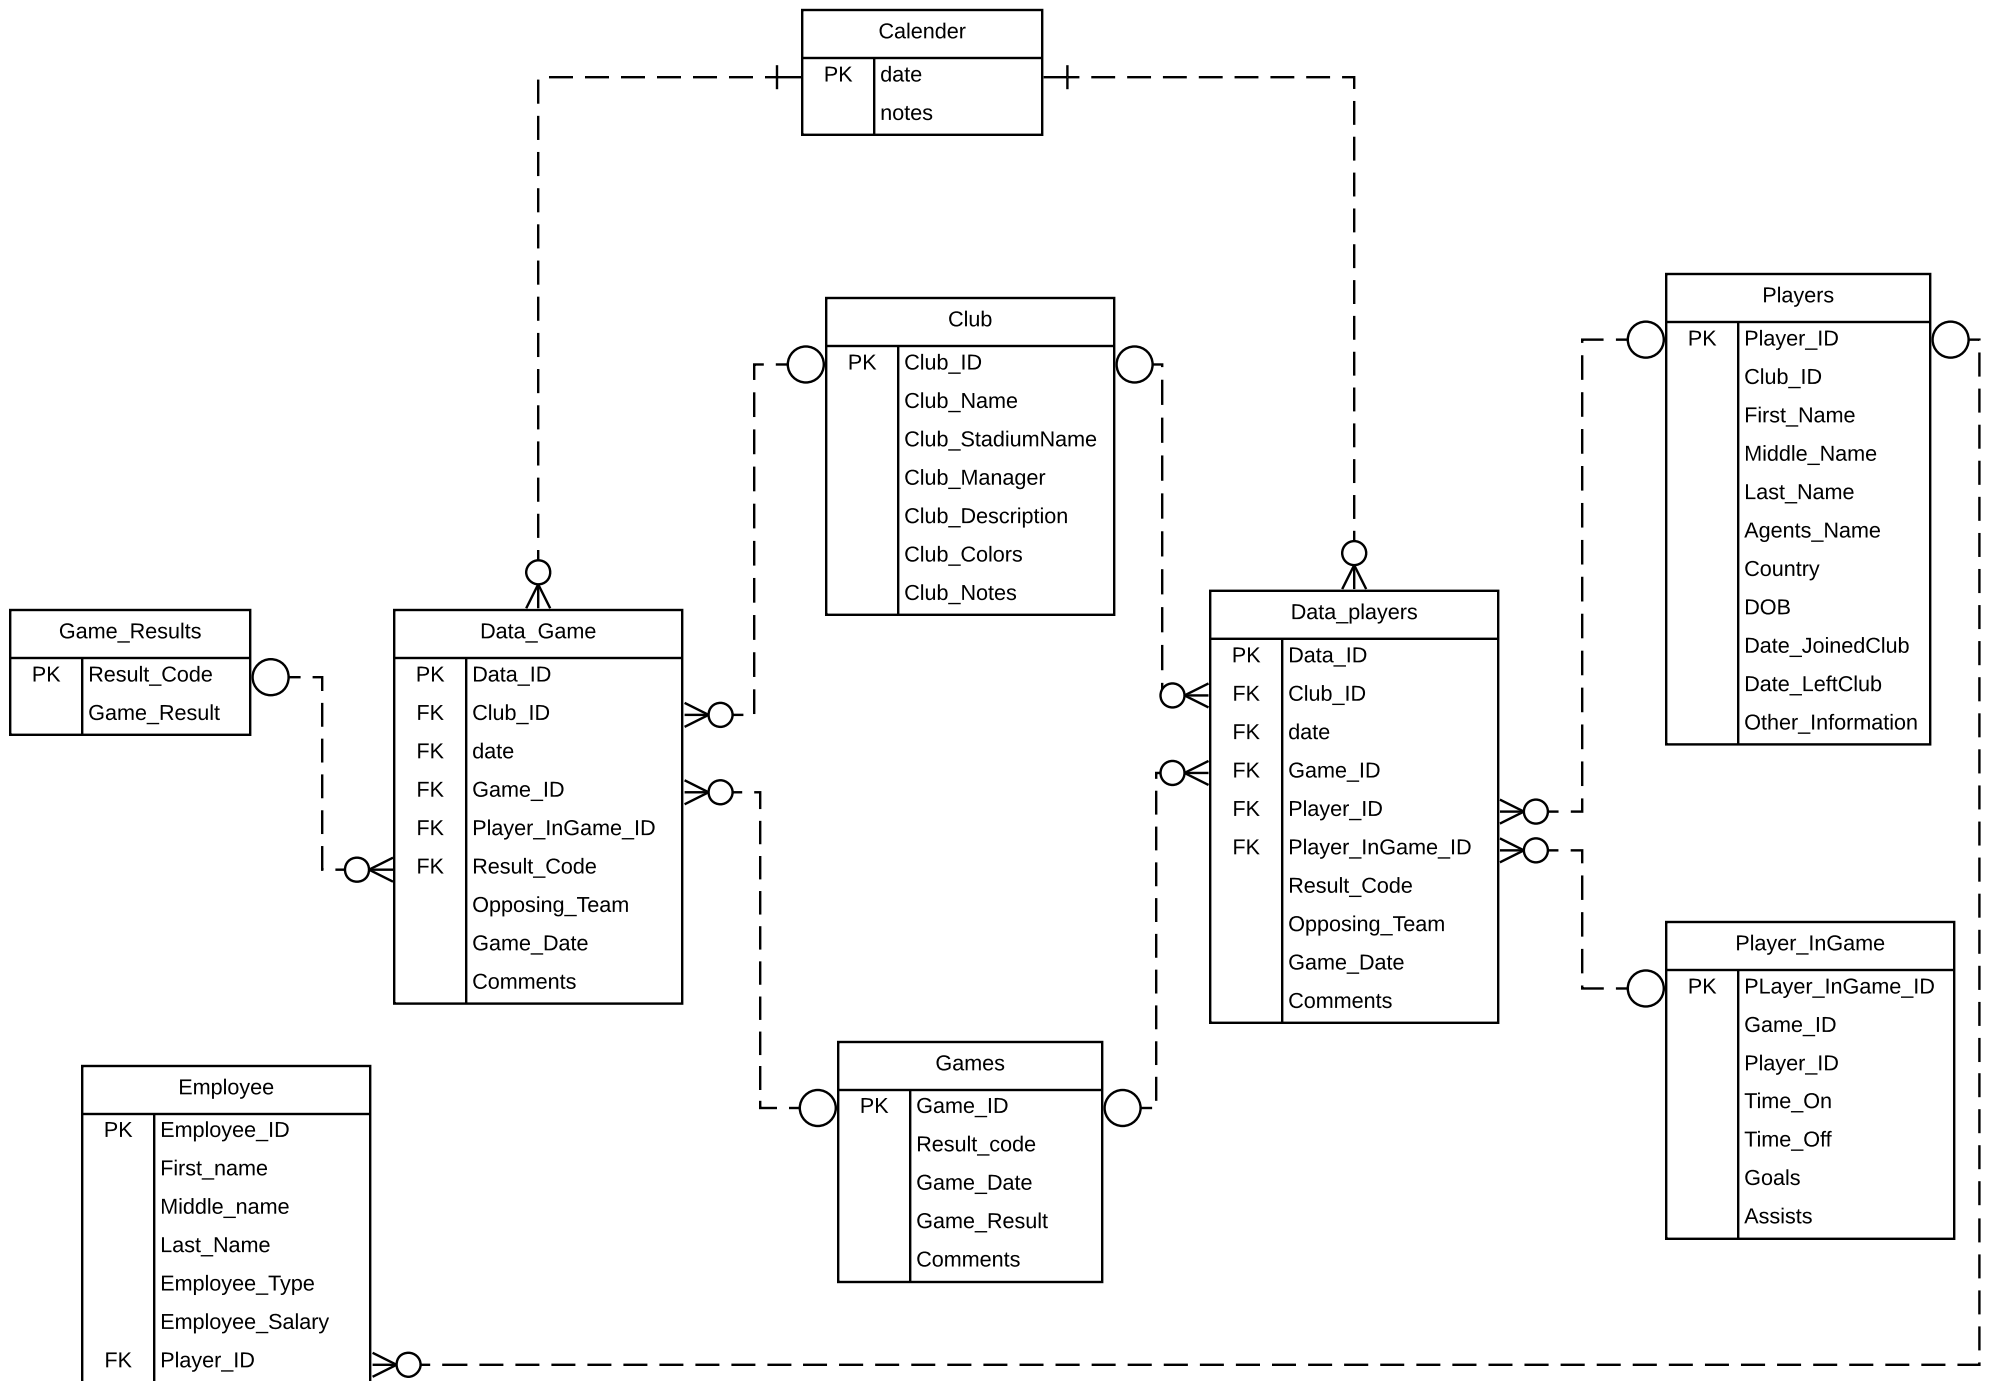 Calender
PK date
notes
Club
PK Club_ID
Club_Name
Club_StadiumName
Club_Manager
Club_Description
Club_Colors
Club_Notes
Players
PK Player_ID
Club_ID
First_Name
Middle_Name
Last_Name
Agents_Name
Country
DOB
Date_JoinedClub
Date_LeftClub
Other_Information
Game_Results
PK Result_Code
Game_Result
Data_Game
PK Data_ID
FK Club_ID
FK date
FK Game_ID
FK Player_InGame_ID
FK Result_Code
Opposing_Team
Game_Date
Comments
Data_players
PK Data_ID
FK Club_ID
FK date
FK Game_ID
FK Player_ID
FK Player_InGame_ID
Result_Code
Opposing_Team
Game_Date
Comments
Player_InGame
PK PLayer_InGame_ID
Game_ID
Player_ID
Time_On
Time_Off
Goals
Assists
Games
PK Game_ID
Result_code
Game_Date
Game_Result
Comments
Employee
PK Employee_ID
First_name
Middle_name
Last_Name
Employee_Type
Employee_Salary
FK Player_ID